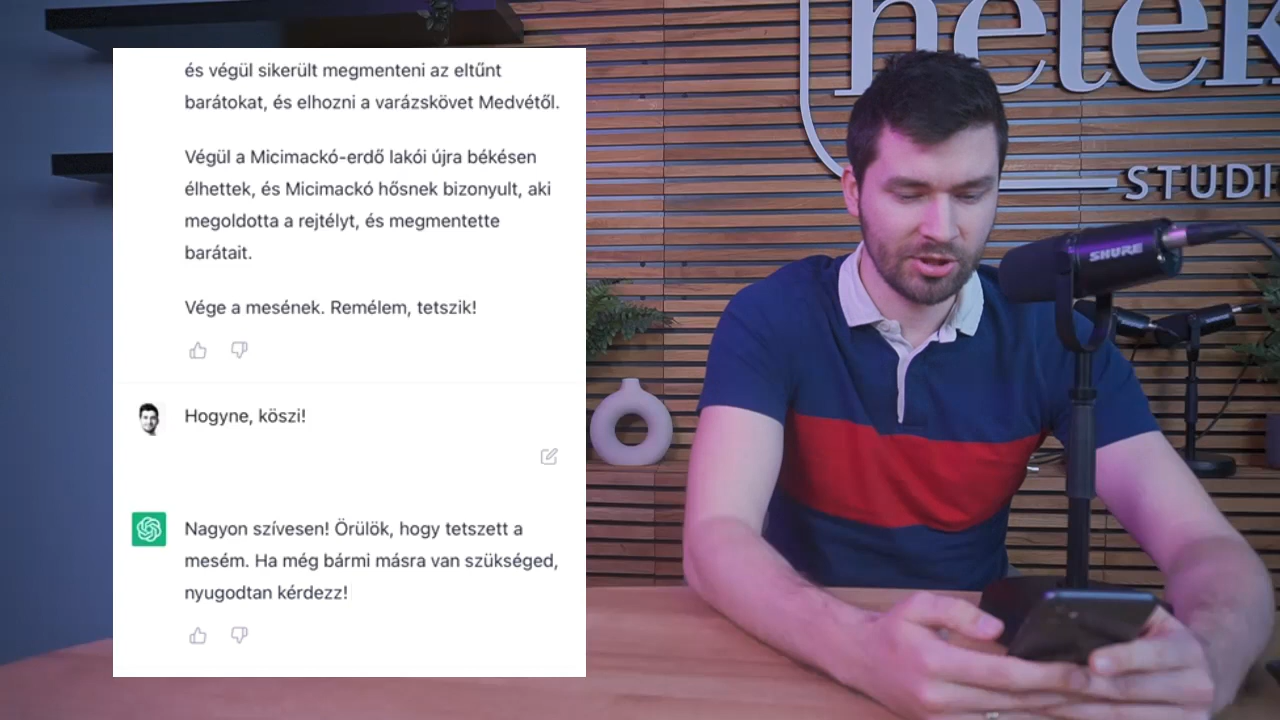 és végül sikerült megmenteni az eltűnt
barátokat, és elhozni a varázskövet Medvétől.
Végül a Micimackó-erdő lakói újra békésen
élhettek, és Micimackó hősnek bizonyult, aki
megoldotta a rejtélyt, és megmentette
barátait.
Vége a mesének. Remélem, tetszik!
Hogyne, köszi!
Nagyon szívesen! Örülök, hogy tetszett a
mesém. Ha még bármi másra van szükséged,
nyugodtan kérdezz!
hetek
STUDI
SHURE